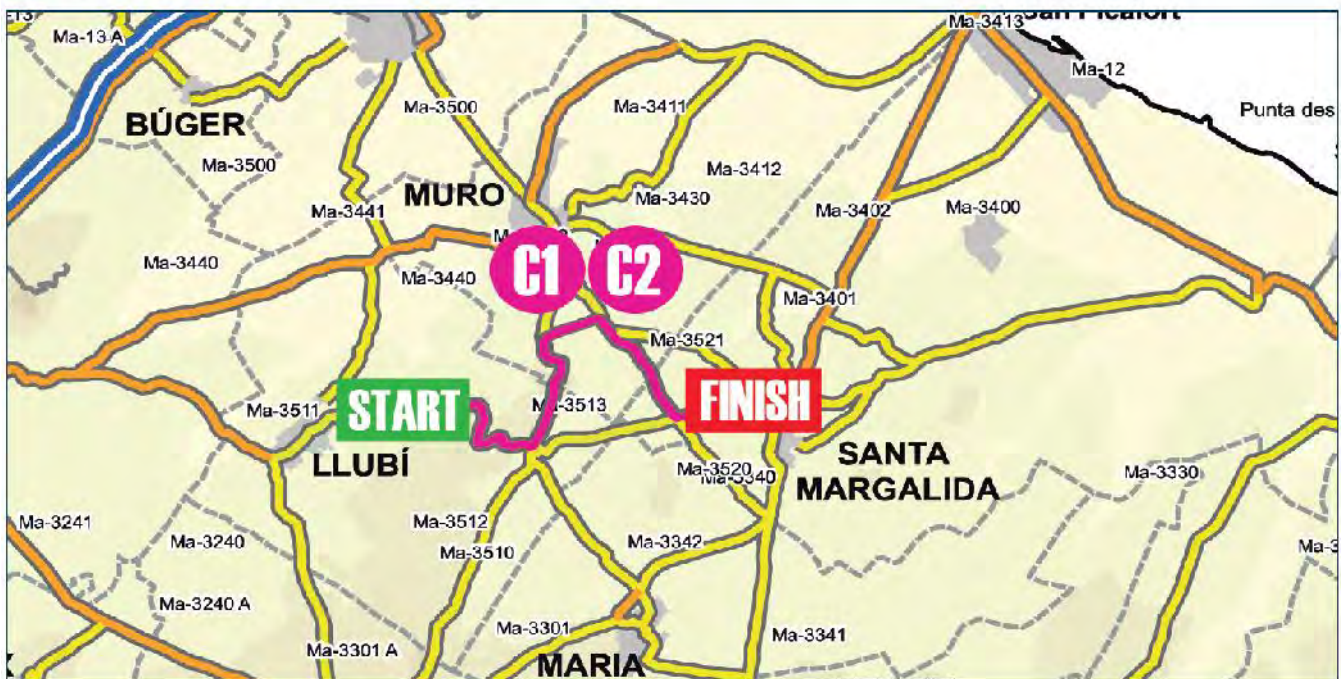 Ma-3413
Ma-13 A
Ma-12
Ma-3500
Ma-3411
Punta des
BÚGER
Ma-3500
Ma-3412
MURO
Ma-3430
Ma-3441
Ma-3402
Ma-3400
C1
C2
Ma-3440
Ma-3440
Ma-3401
Ma-3521
START
FINISH
Ma-3511
Ma-3513
LLUBÍ
SANTA
MARGALIDA
Ma-3520
Ma-3340
Ma-3330
Ma-3241
Ma-3512
Ma-3240
Ma-3342
Ma-3510
Ma-3240 A
Ma-3301
Ma-3341
Ma-3301 A
MARIA